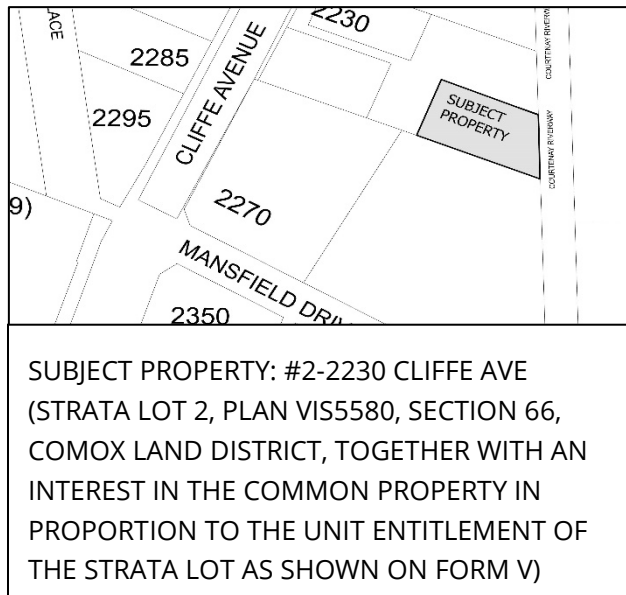 LACE
2230
2285
CLIFFE AVENUE
COURTENAY RIVERWAY
2295
SUBJECT
PROPERTY
COURTENAY RIVERWAY
9)
2270
MANSFIELD DRIV
2350
SUBJECT PROPERTY: #2-2230 CLIFFE AVE
(STRATA LOT 2, PLAN VIS5580, SECTION 66,
COMOX LAND DISTRICT, TOGETHER WITH AN
INTEREST IN THE COMMON PROPERTY IN
PROPORTION TO THE UNIT ENTITLEMENT OF
THE STRATA LOT AS SHOWN ON FORM V)